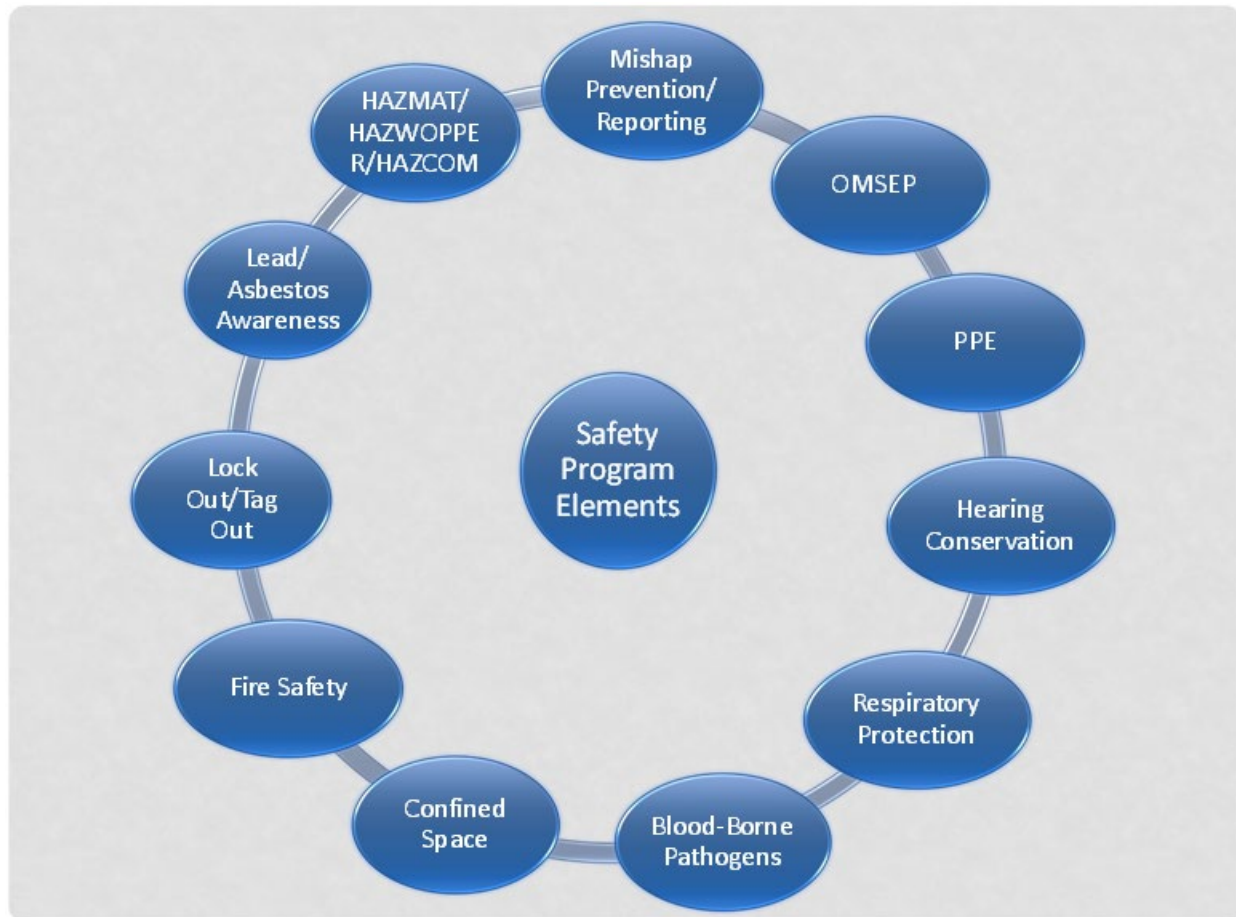 Mishap
Prevention/
Reporting
OMSEP
PPE
Hearing
Conservation
Respiratory
Protection
Blood-Borne
Pathogens
Confined
Space
Fire Safety
Lock
Out/Tag
Out
Lead/
Asbestos
Awareness
HAZMAT/
HAZWOPPE
R/HAZCOM
Safety
Program
Elements